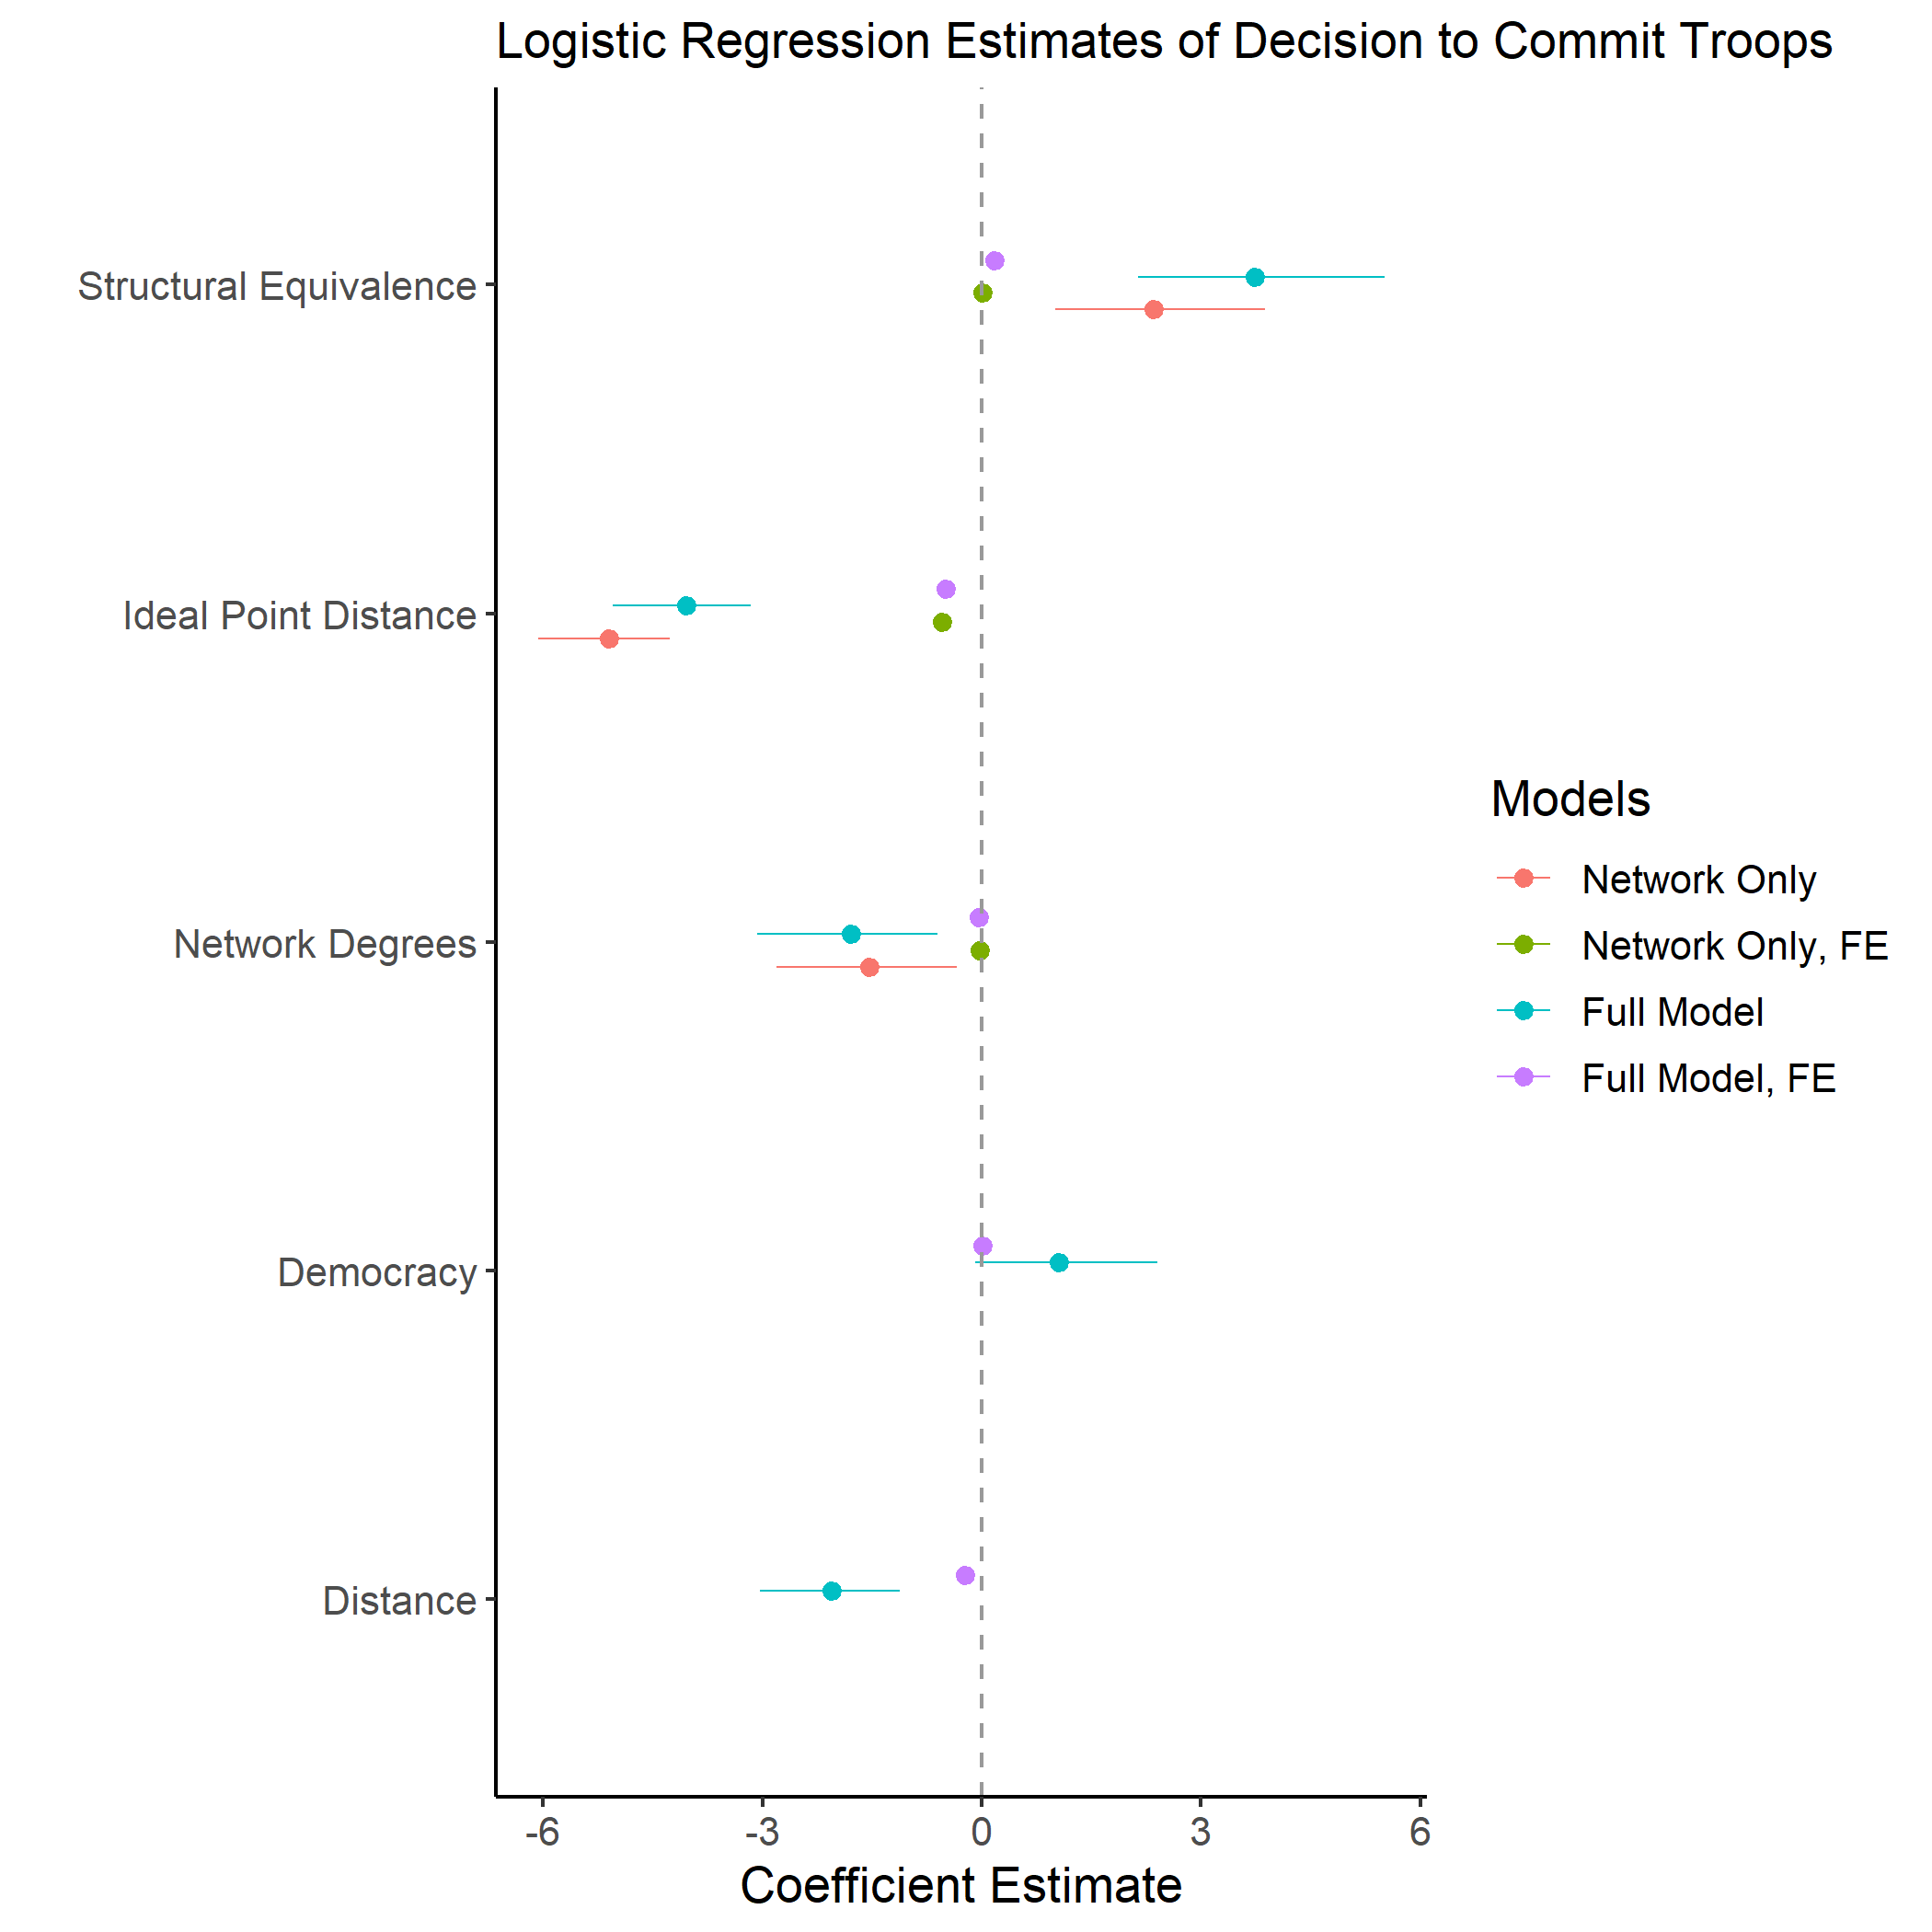 Logistic Regression Estimates of Decision to Commit Troops
Structural Equivalence
Ideal Point Distance
Network Degrees
Democracy
Distance
-6 -3 0 3 6
Coefficient Estimate
Models
Network Only
Network Only, FE
Full Model
Full Model, FE